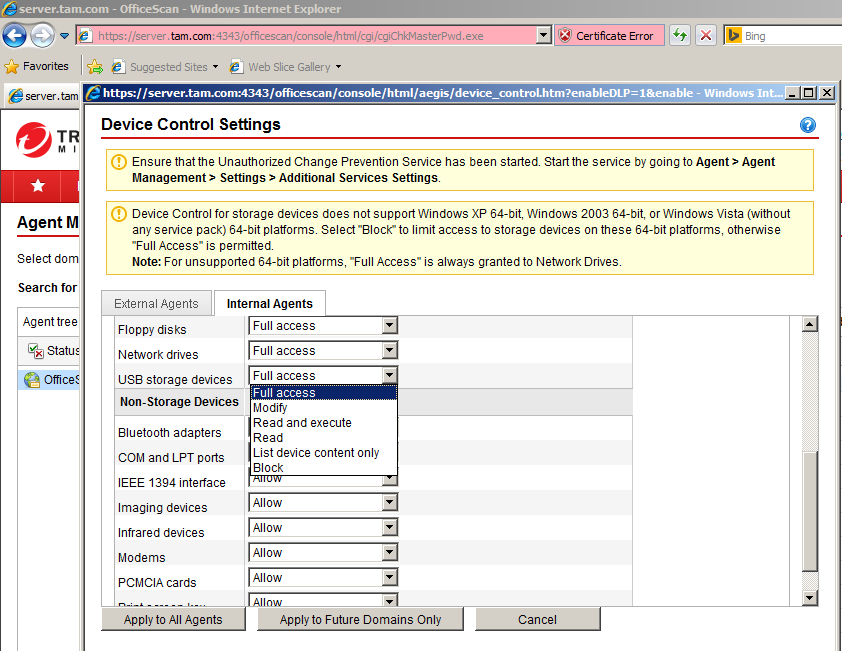 server.tam.com - OfficeScan - Windows Internet Explorer
https://server.tam.com:4343/officescan/console/html/cgi/cgiChkMasterPwd.exe
Certificate Error
Bing
Favorites
Suggested Sites
Web Slice Gallery
server.tam
https://server.tam.com:4343/officescan/console/html/aegis/device_control.htm?enableDLP=1&enable - Windows Int...
TR
MI
Agent M
Select dom
Search for
Agent tree
Status
OfficeS
Device Control Settings
?
Ensure that the Unauthorized Change Prevention Service has been started. Start the service by going to Agent > Agent
Management > Settings > Additional Services Settings.
Device Control for storage devices does not support Windows XP 64-bit, Windows 2003 64-bit, or Windows Vista (without
any service pack) 64-bit platforms. Select "Block" to limit access to storage devices on these 64-bit platforms, otherwise
"Full Access" is permitted.
Note: For unsupported 64-bit platforms, "Full Access" is always granted to Network Drives.
External Agents
Internal Agents
Floppy disks
Full access
Network drives
Full access
USB storage devices
Full access
Full access
Modify
Read and execute
Read
List device content only
Block
Non-Storage Devices
Bluetooth adapters
COM and LPT ports
IEEE 1394 interface
Allow
Imaging devices
Allow
Infrared devices
Allow
Modems
Allow
PCMCIA cards
Allow
Print screen key
Allow
Apply to All Agents
Apply to Future Domains Only
Cancel